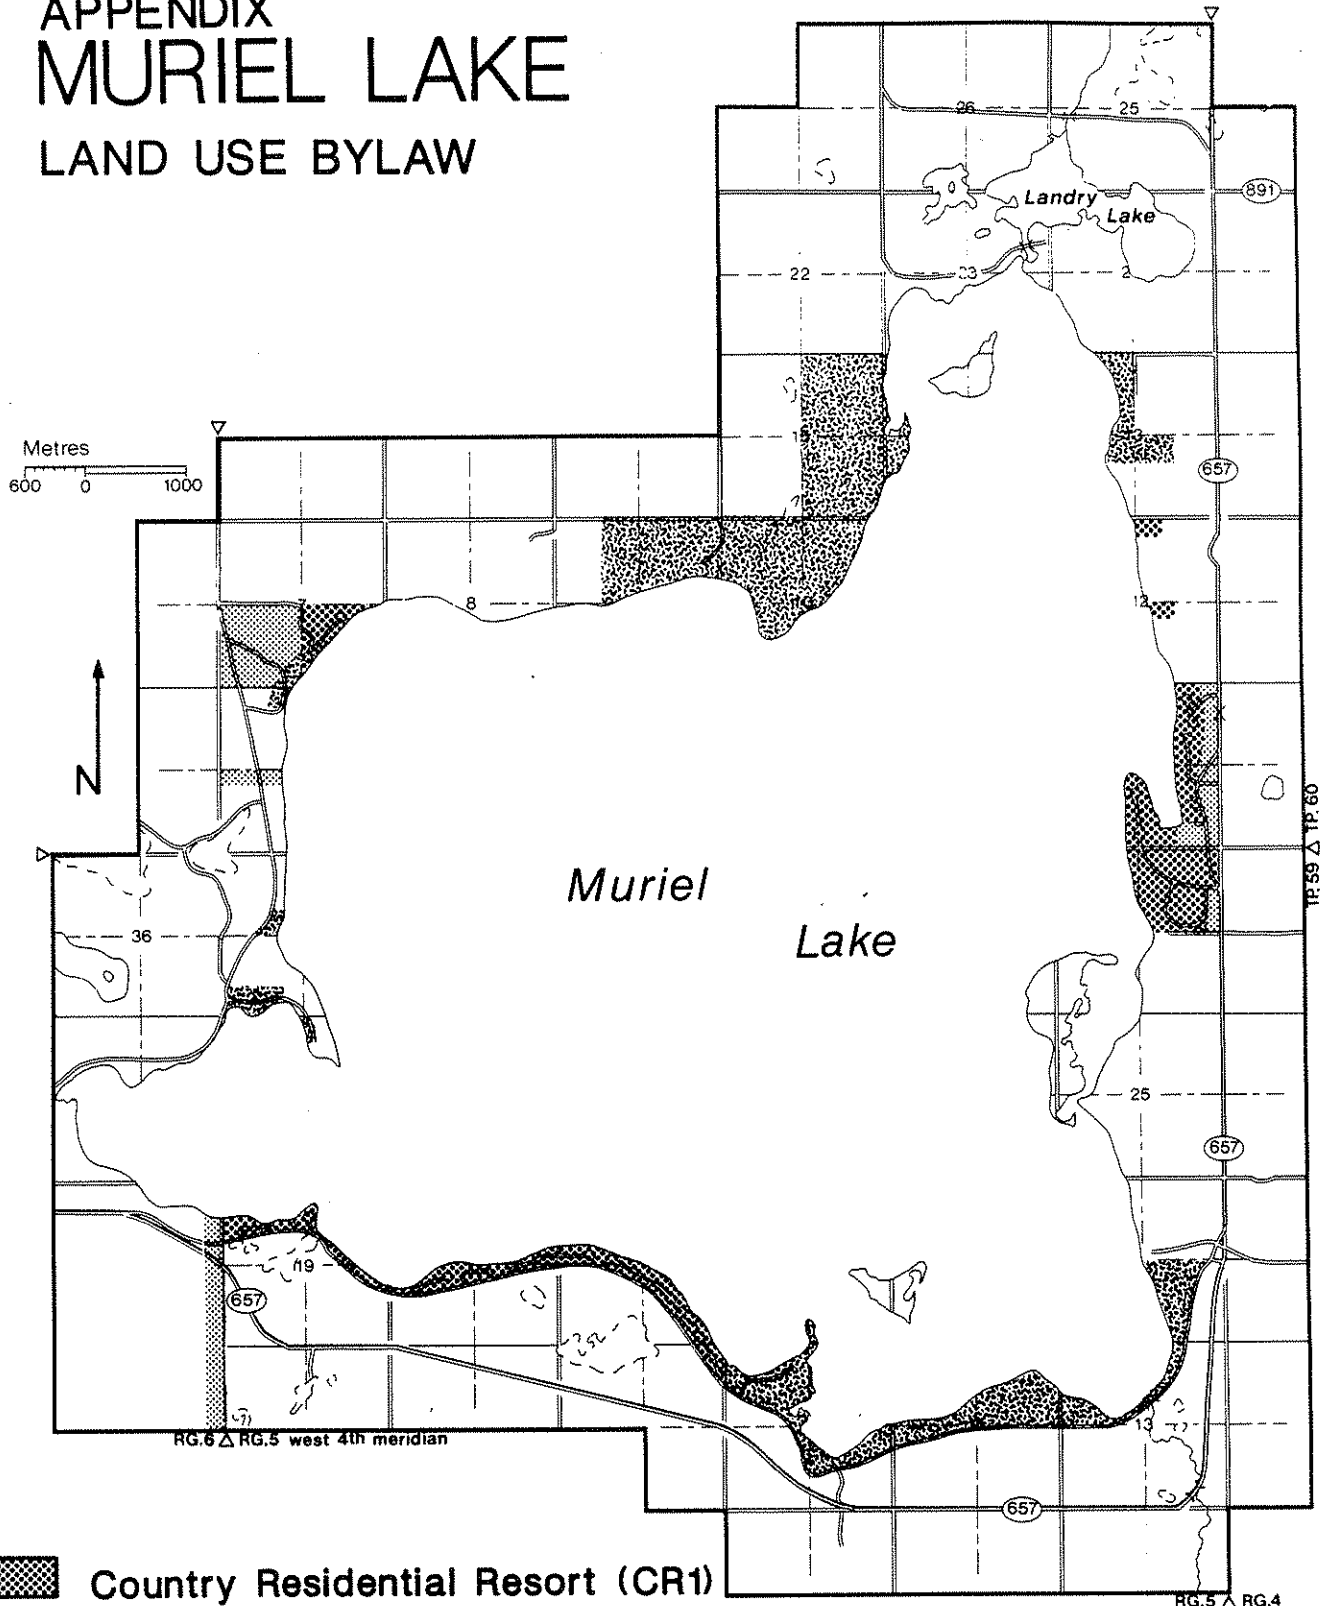 APPENDIX
MURIEL LAKE
LAND USE BYLAW
26
25
891
Landry
Lake
22
23
2
Metres
600 0 1000
657
8
12
N
TP. 59 △ TP. 60
Muriel
Lake
36
25
657
19
657
13
RG.6 △ RG.5 west 4th meridian
657
Country Residential Resort (CR1)
RG.5 △ RG.4